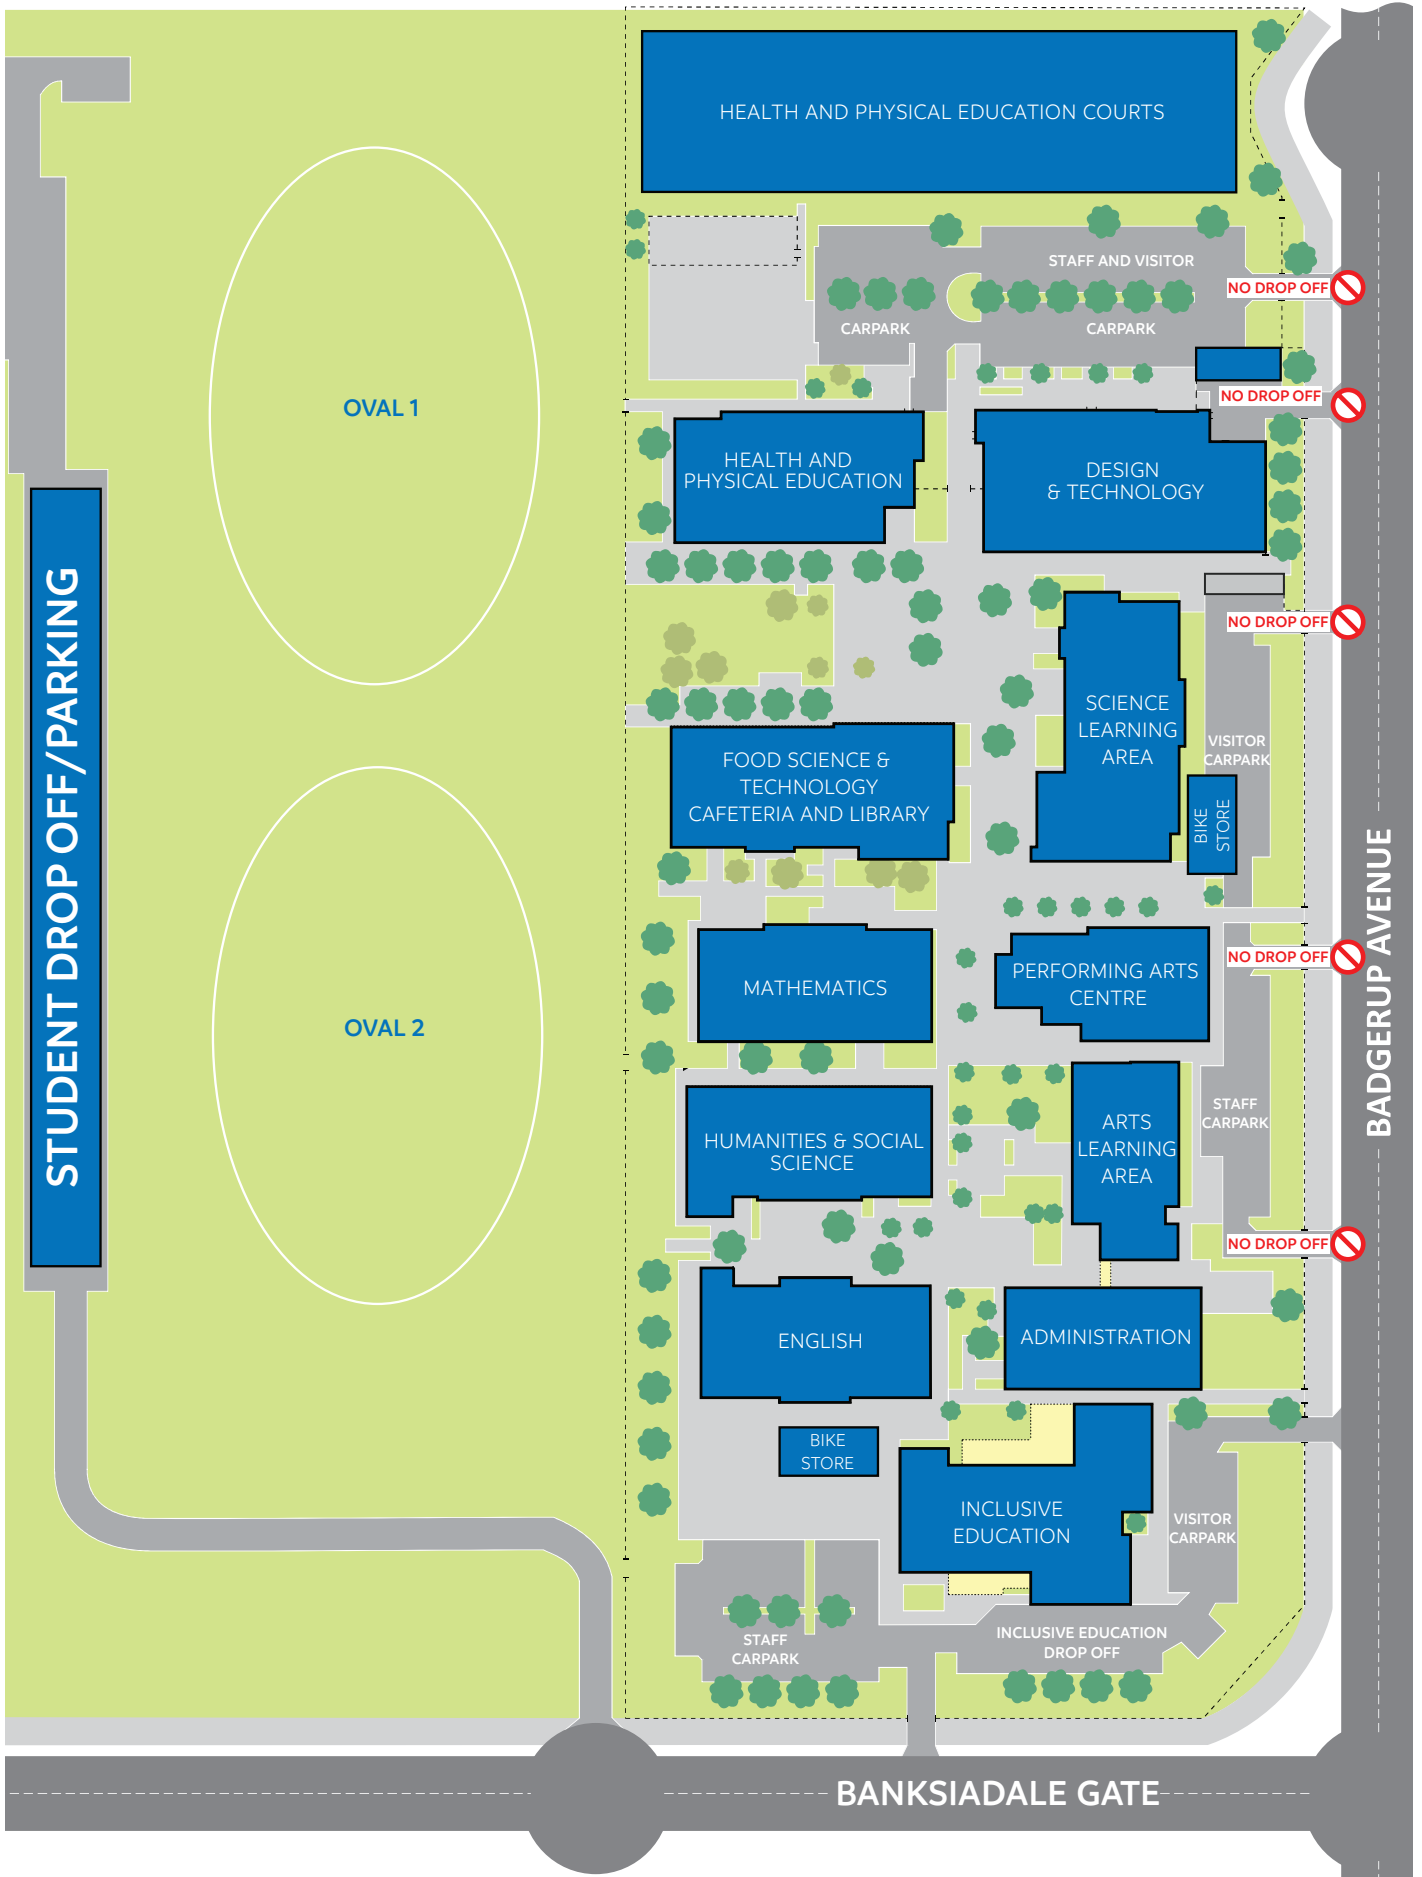 HEALTH AND PHYSICAL EDUCATION COURTS
STAFF AND VISITOR
CARPARK
CARPARK
NO DROP OFF
NO DROP OFF
OVAL 1
HEALTH AND
PHYSICAL EDUCATION
DESIGN
& TECHNOLOGY
STUDENT DROP OFF/PARKING
NO DROP OFF
SCIENCE
LEARNING
AREA
VISITOR
CARPARK
FOOD SCIENCE &
TECHNOLOGY
CAFETERIA AND LIBRARY
BIKE
STORE
BADGERUP AVENUE
NO DROP OFF
PERFORMING ARTS
CENTRE
MATHEMATICS
OVAL 2
STAFF
CARPARK
ARTS
LEARNING
AREA
HUMANITIES & SOCIAL
SCIENCE
NO DROP OFF
ENGLISH
ADMINISTRATION
BIKE
STORE
INCLUSIVE
EDUCATION
VISITOR
CARPARK
STAFF
CARPARK
INCLUSIVE EDUCATION
DROP OFF
BANKSIADALE GATE